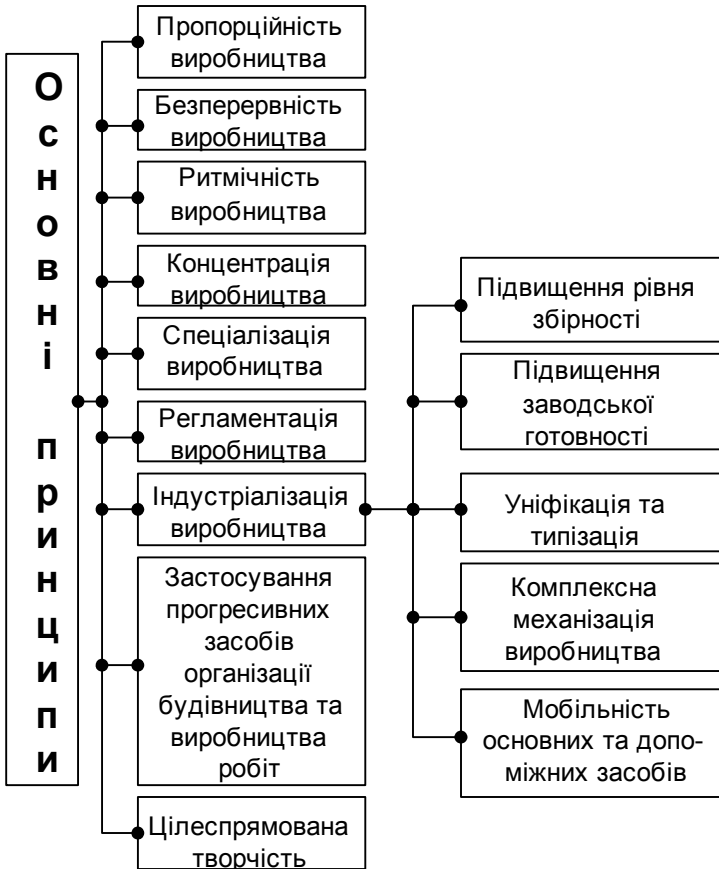 Основні принципи
Пропорційність
виробництва
Безперервність
виробництва
Ритмічність
виробництва
Концентрація
виробництва
Спеціалізація
виробництва
Регламентація
виробництва
Індустріалізація
виробництва
Застосування
прогресивних
засобів
організації
будівництва та
виробництва
робіт
Цілеспрямована
творчість
Підвищення рівня
збірності
Підвищення
заводської
готовності
Уніфікація та
типізація
Комплексна
механізація
виробництва
Мобільність
основних та допо-
міжних засобів